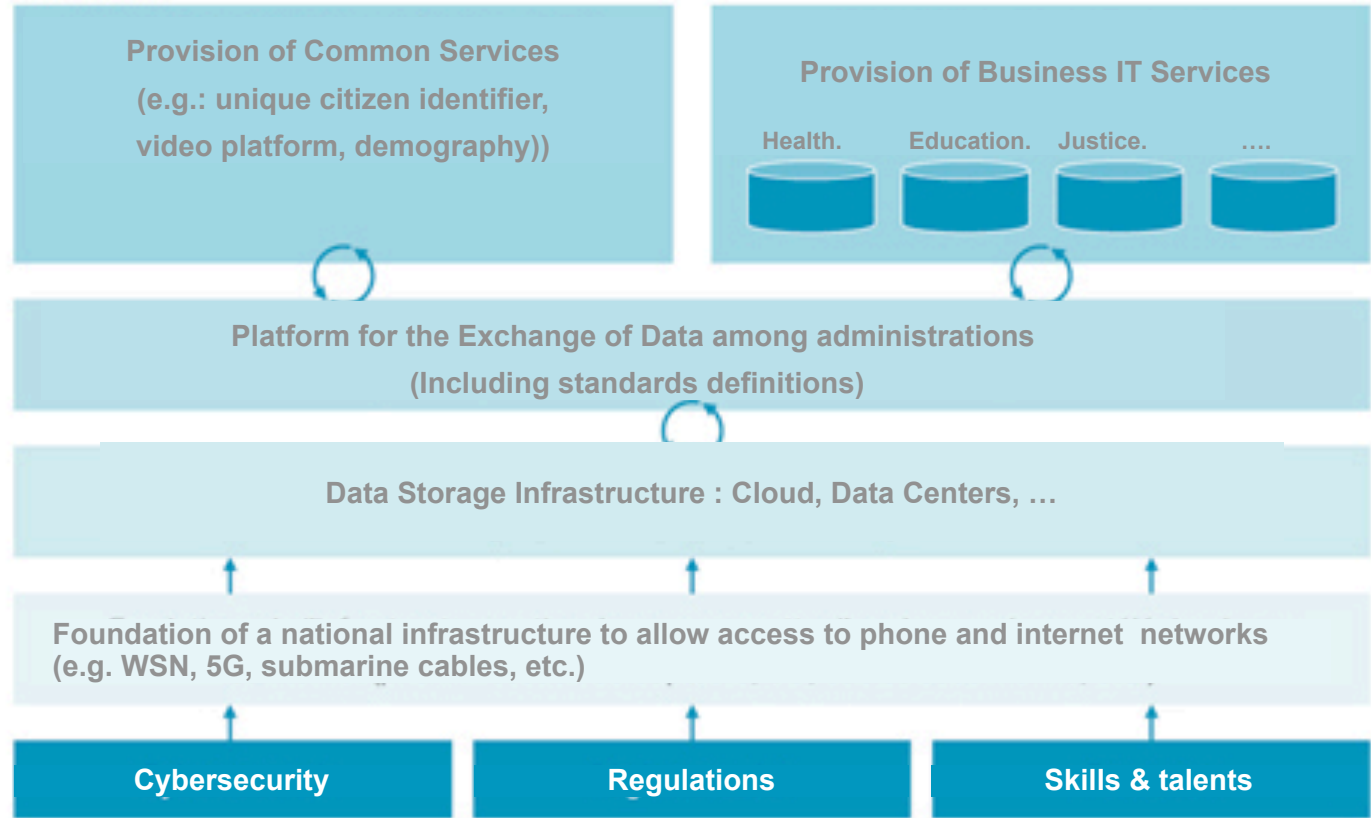 Provision of Common Services
(e.g.: unique citizen identifier,
video platform, demography))
Provision of Business IT Services
Health. Education. Justice. ….
Platform for the Exchange of Data among administrations
(Including standards definitions)
Data Storage Infrastructure : Cloud, Data Centers, …
Foundation of a national infrastructure to allow access to phone and internet networks
(e.g. WSN, 5G, submarine cables, etc.)
Cybersecurity
Regulations
Skills & talents